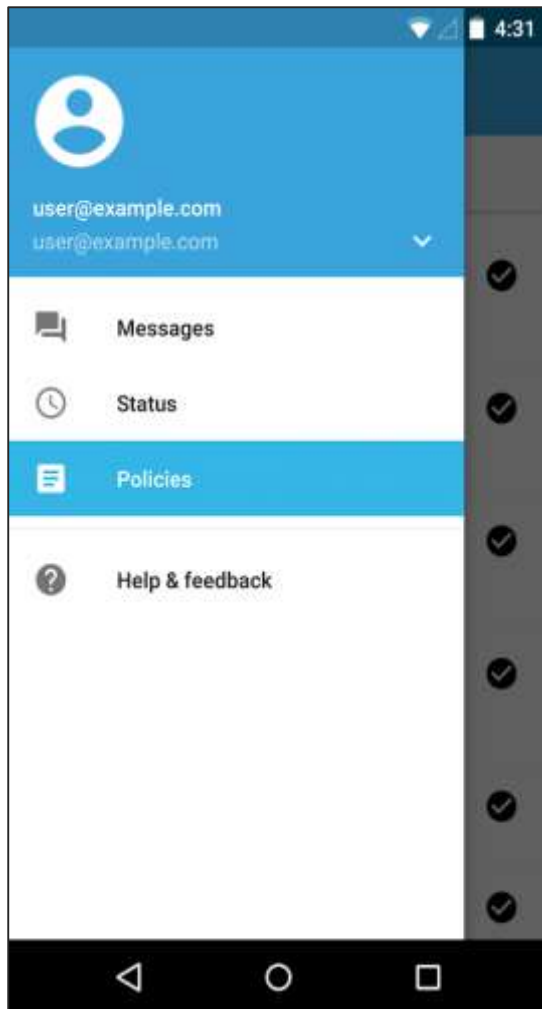 4:31
user@example.com
user@example.com
Messages
Status
Policies
Help & feedback